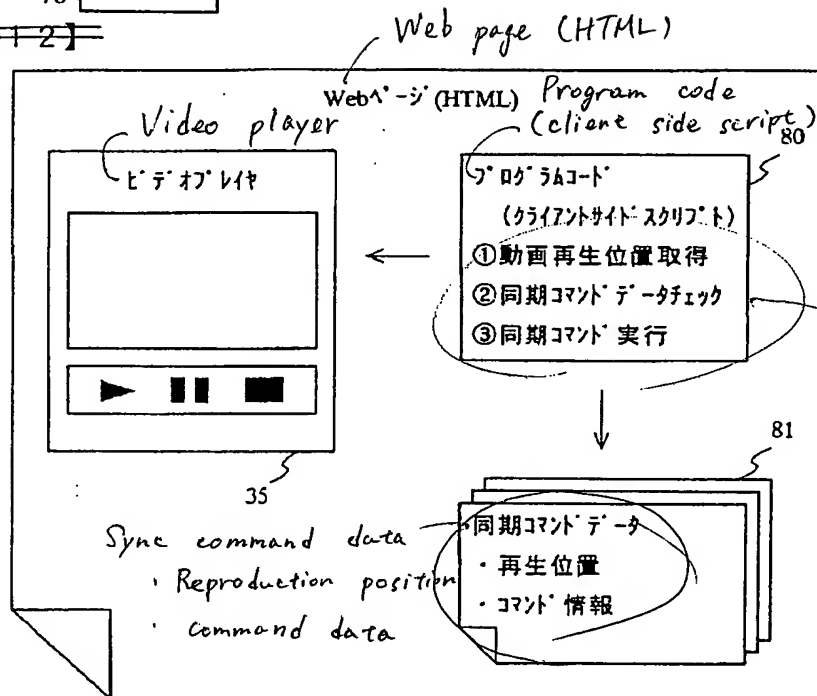 1 2】
Web page (HTML)
Webページ(HTML)
Video player
ビデオプレイヤ
Program code
(client side script)
80
プログラムコード
(クライアントサイドスクリプト)
①動画再生位置取得
②同期コマンドデータチェック
③同期コマンド実行
35
81
Sync command data
・Reproduction position
・command data
・同期コマンドデータ
・再生位置
・コマンド情報